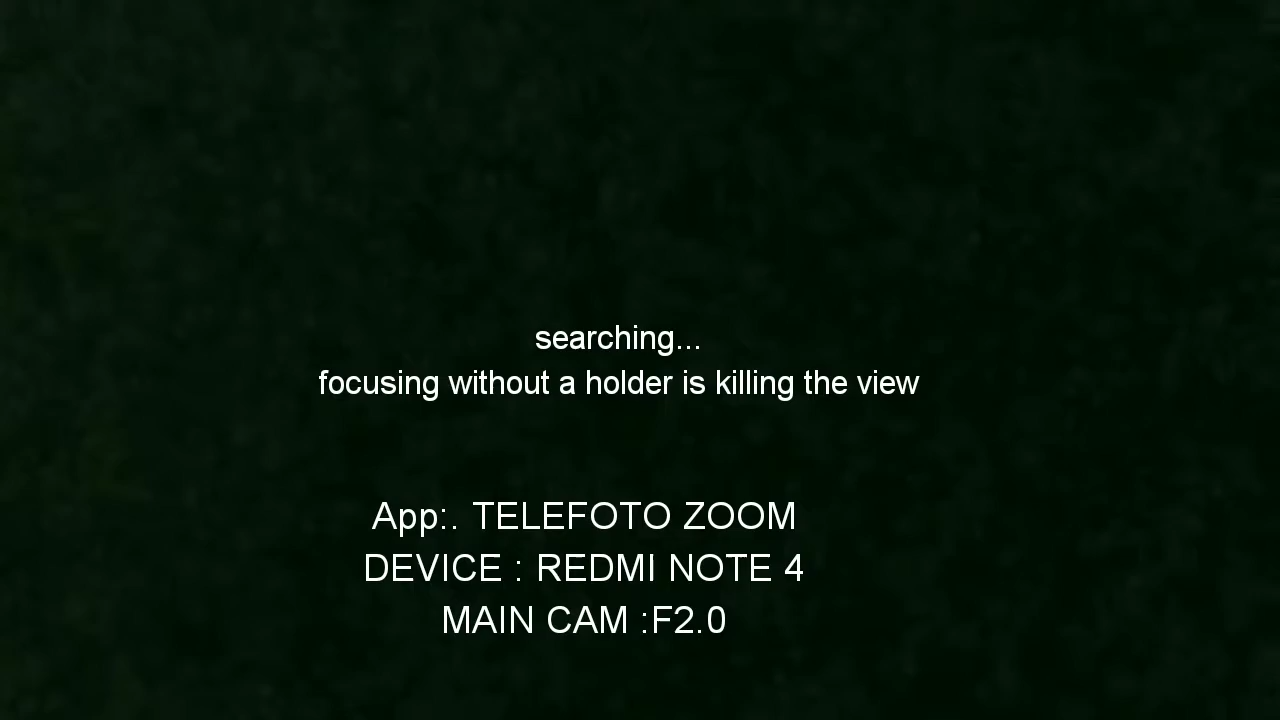 searching...
focusing without a holder is killing the view
App:. TELEFOTO ZOOM
DEVICE : REDMI NOTE 4
MAIN CAM :F2.0